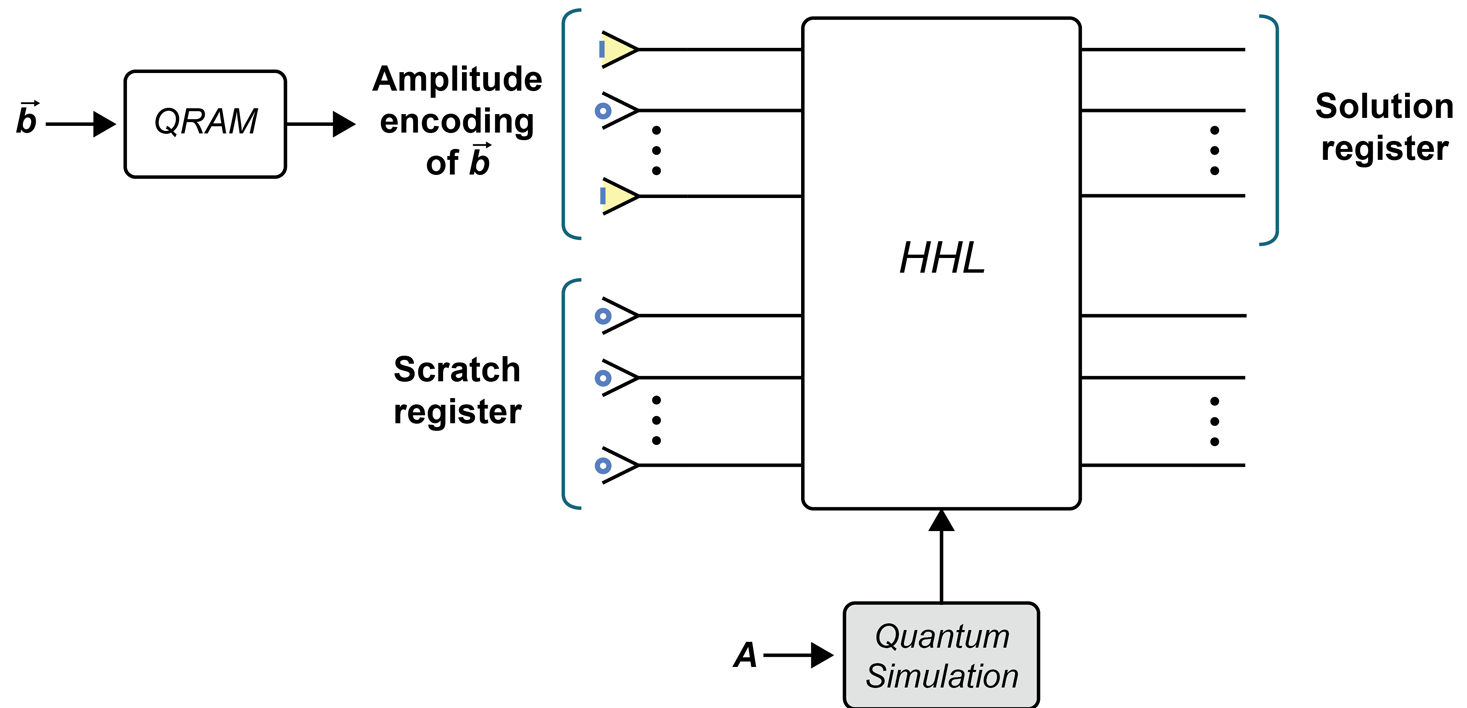 b⃗
QRAM
Amplitude
encoding
of b⃗
HHL
Solution
register
Scratch
register
A
Quantum
Simulation